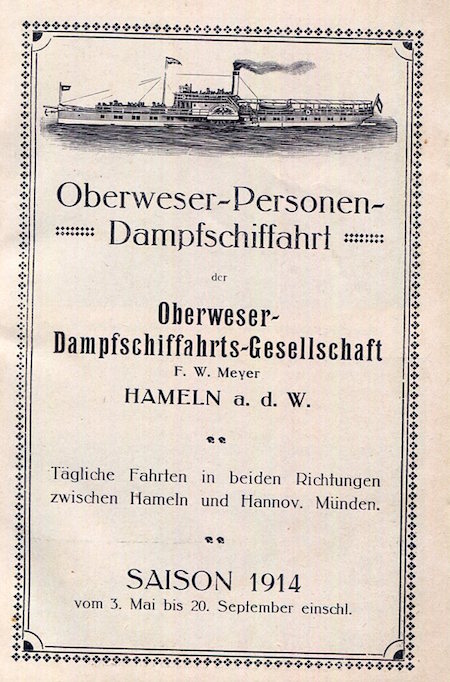 Oberweser-Personen-
Dampfschiffahrt
der
Oberweser-
Dampfschiffahrts-Gesellschaft
F. W. Meyer
HAMELN a. d. W.
Tägliche Fahrten in beiden Richtungen
zwischen Hameln und Hannov. Münden.
SAISON 1914
vom 3. Mai bis 20. September einschl.